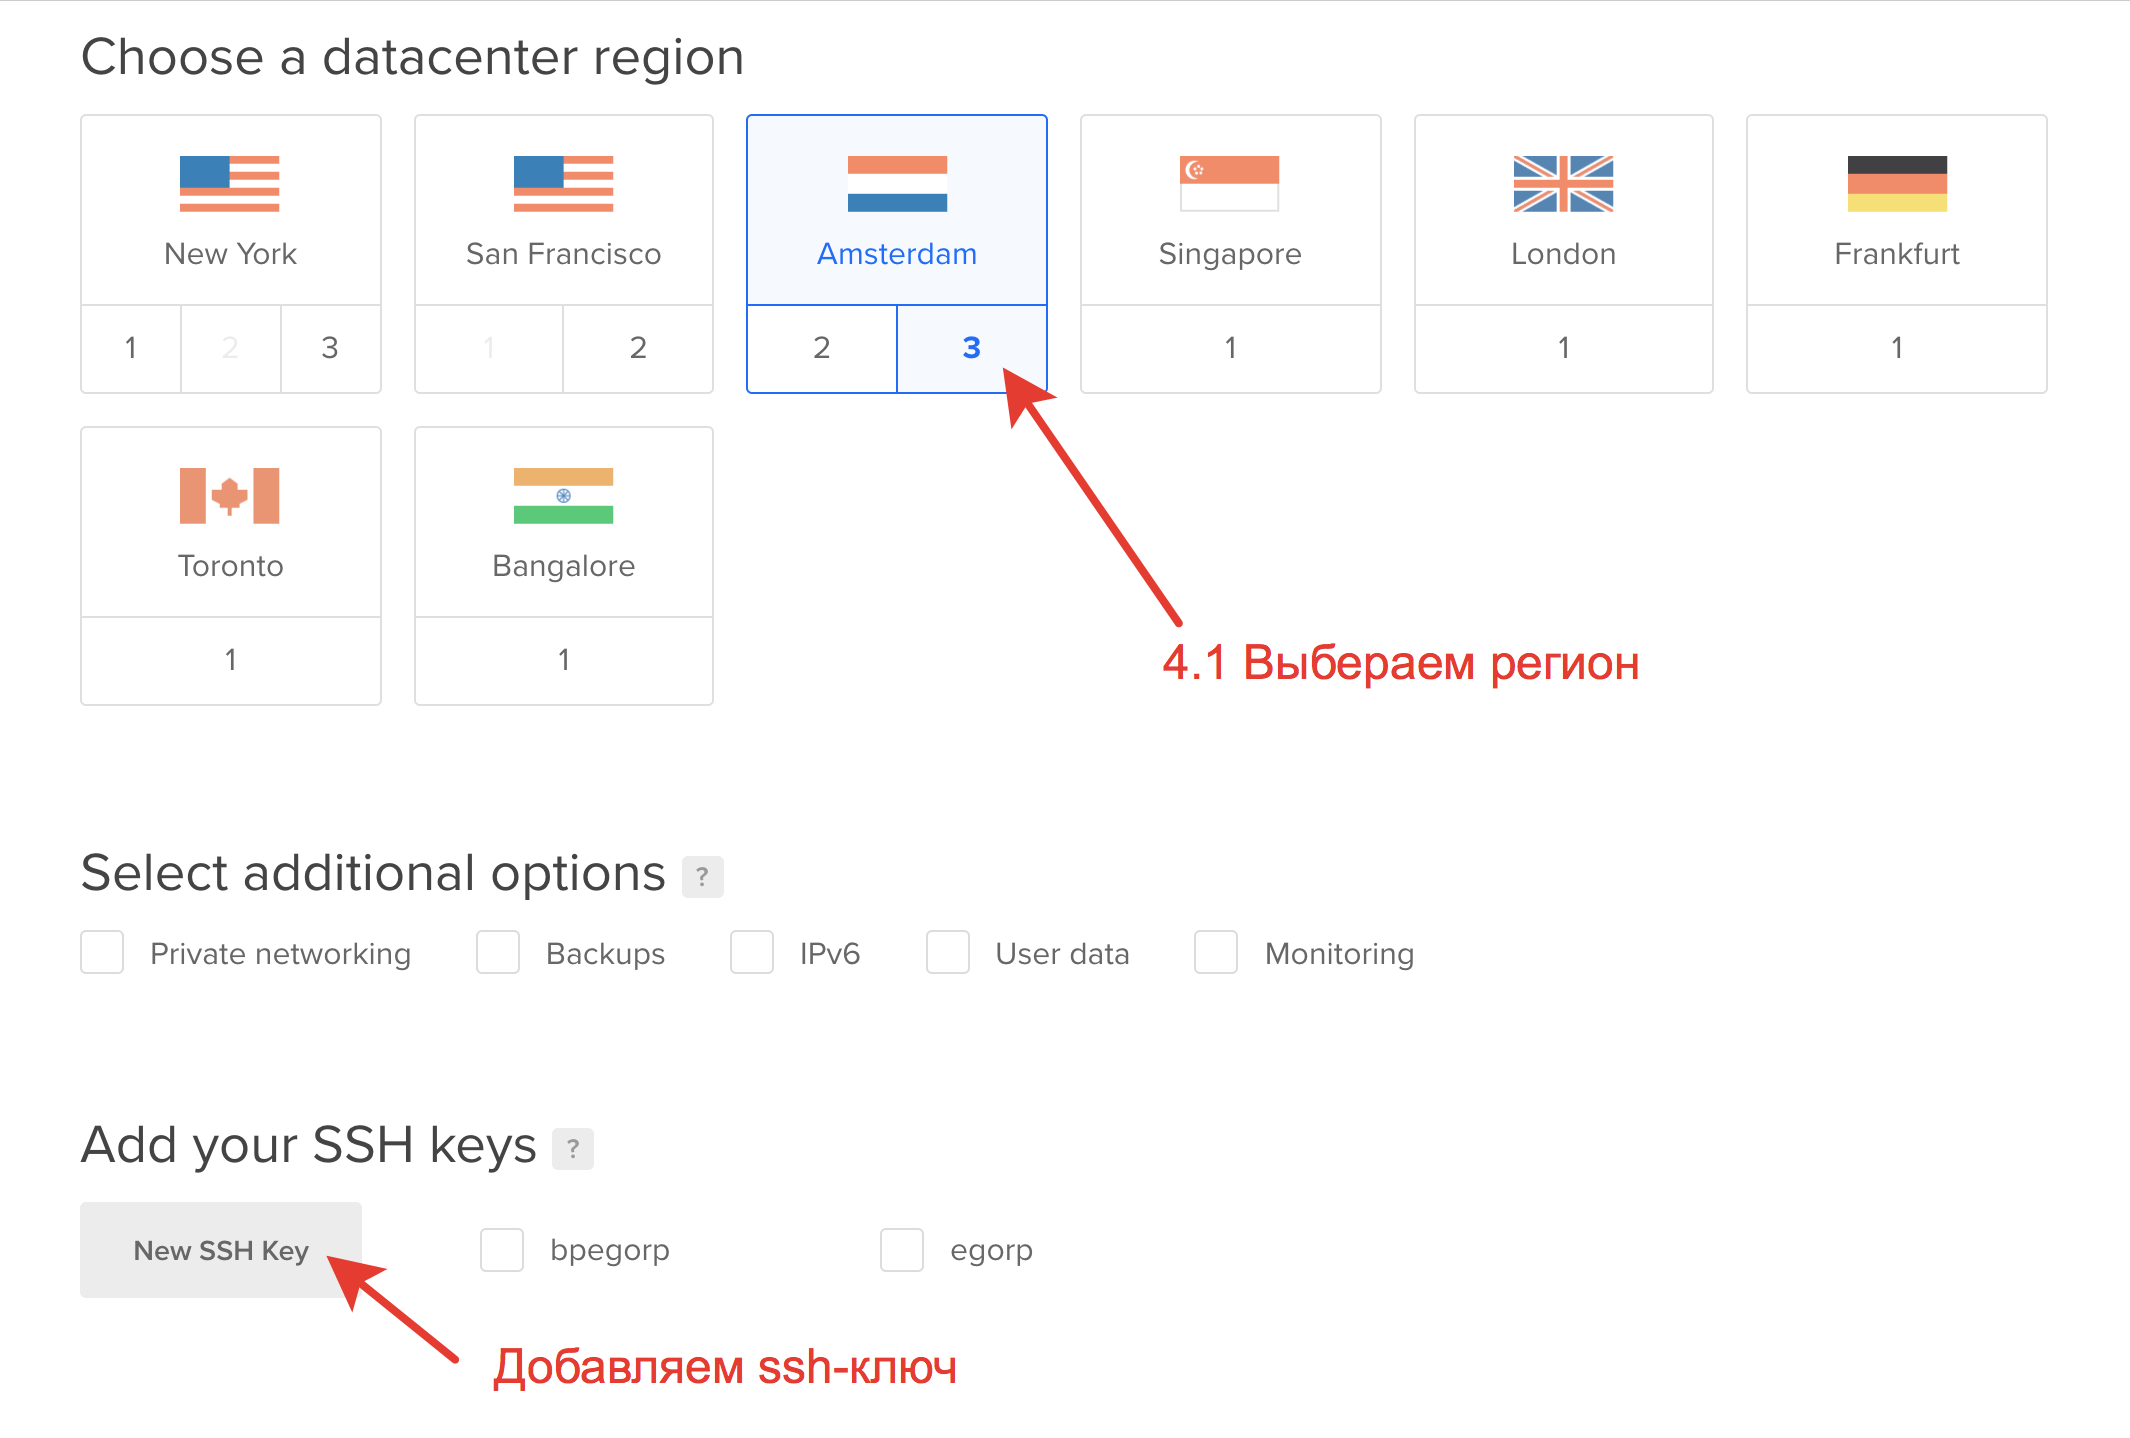 Choose a datacenter region
New York
San Francisco
Amsterdam
Singapore
London
Frankfurt
1 2 3
1 2
2 3
1
1
1
Toronto
Bangalore
1
1
4.1 Выбераем регион
Select additional options ?
Private networking
Backups
IPv6
User data
Monitoring
Add your SSH keys ?
New SSH Key
bpegorp
egorp
Добавляем ssh-ключ